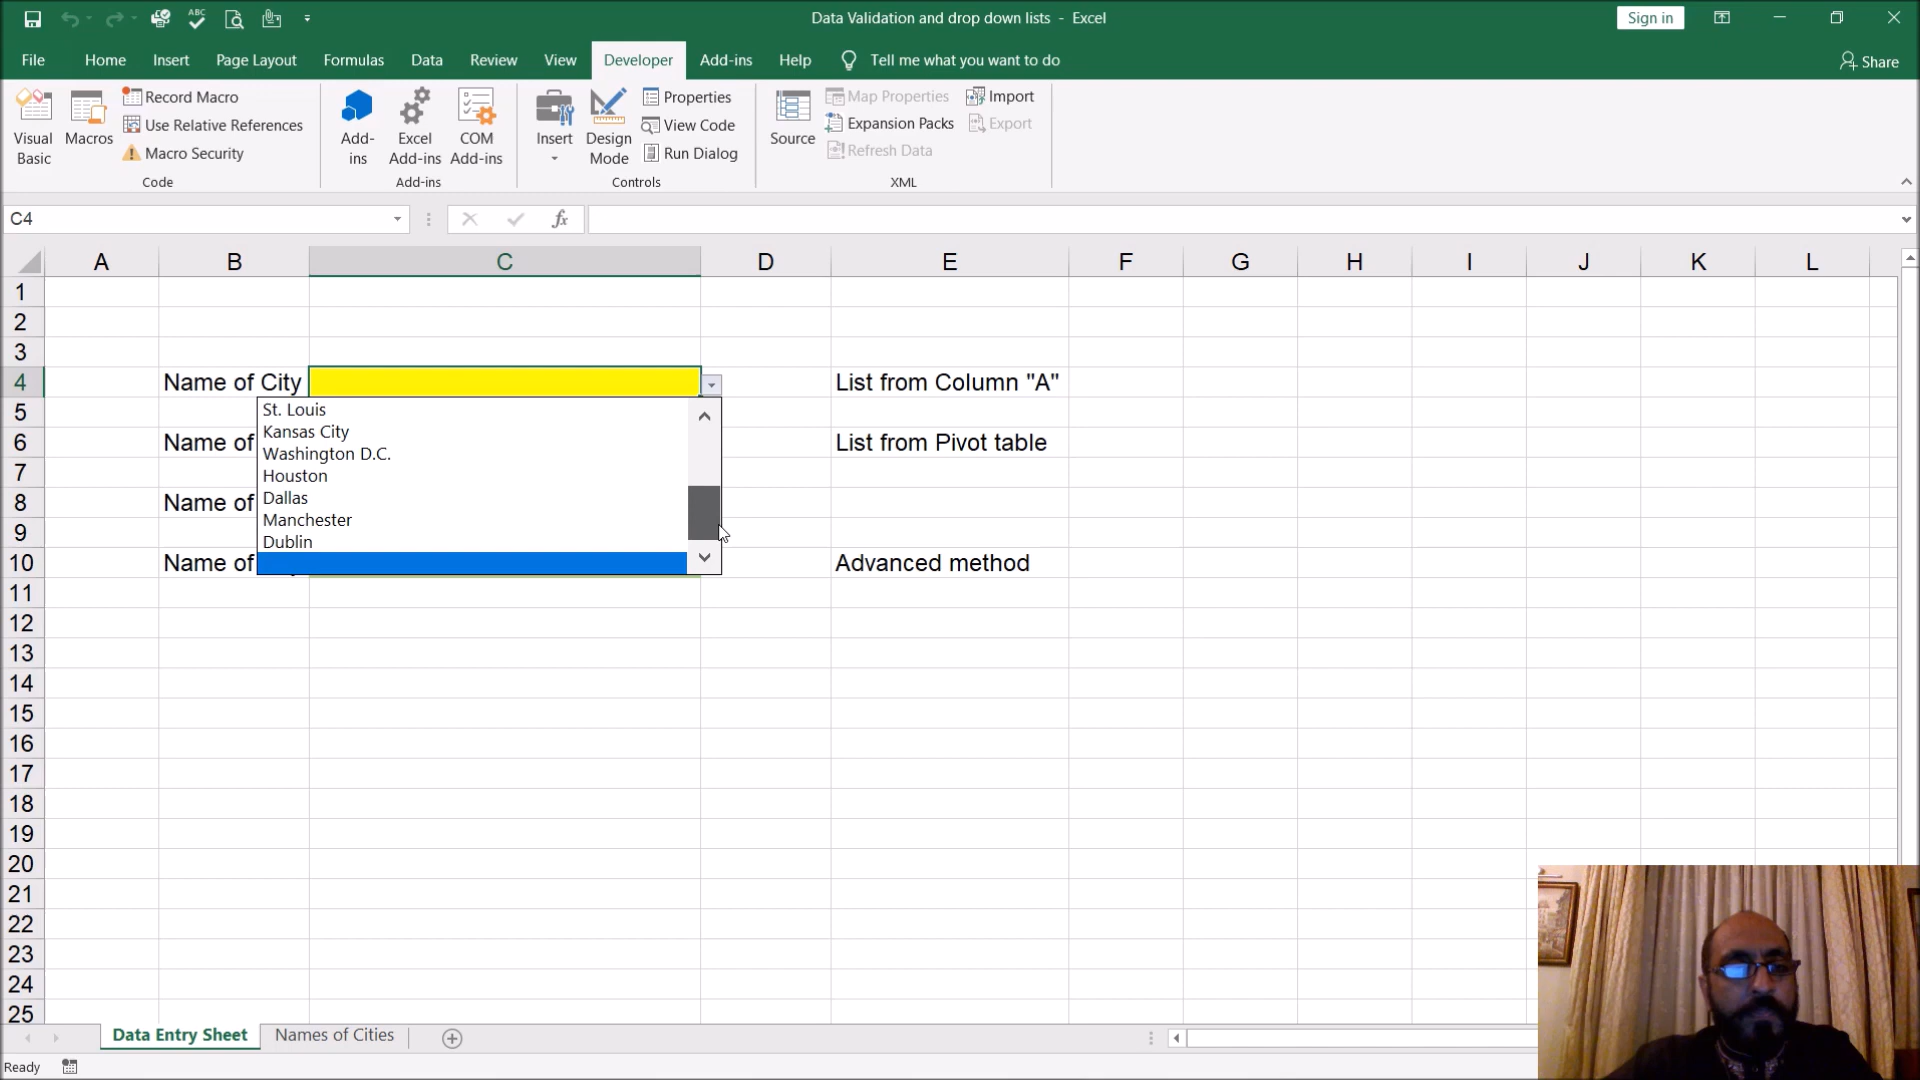 ABC
Data Validation and drop down lists - Excel
Sign in
File Home Insert Page Layout Formulas Data Review View Developer Add-ins Help Tell me what you want to do
Share
Visual Basic
Macros
Record Macro
Use Relative References
Macro Security
Code
Add-ins
Excel Add-ins
COM Add-ins
Add-ins
Insert
Design Mode
Properties
View Code
Run Dialog
Controls
Source
Map Properties
Expansion Packs
Refresh Data
Import
Export
XML
C4
fx
A B C D E F G H I J K L
1
2
3
4 Name of City List from Column "A"
5
St. Louis
Kansas City
6 Name of List from Pivot table
Washington D.C.
7
Houston
8 Name of
Dallas
Manchester
9
Dublin
10 Name of Advanced method
11
12
13
14
15
16
17
18
19
20
21
22
23
24
25
Data Entry Sheet Names of Cities
Ready